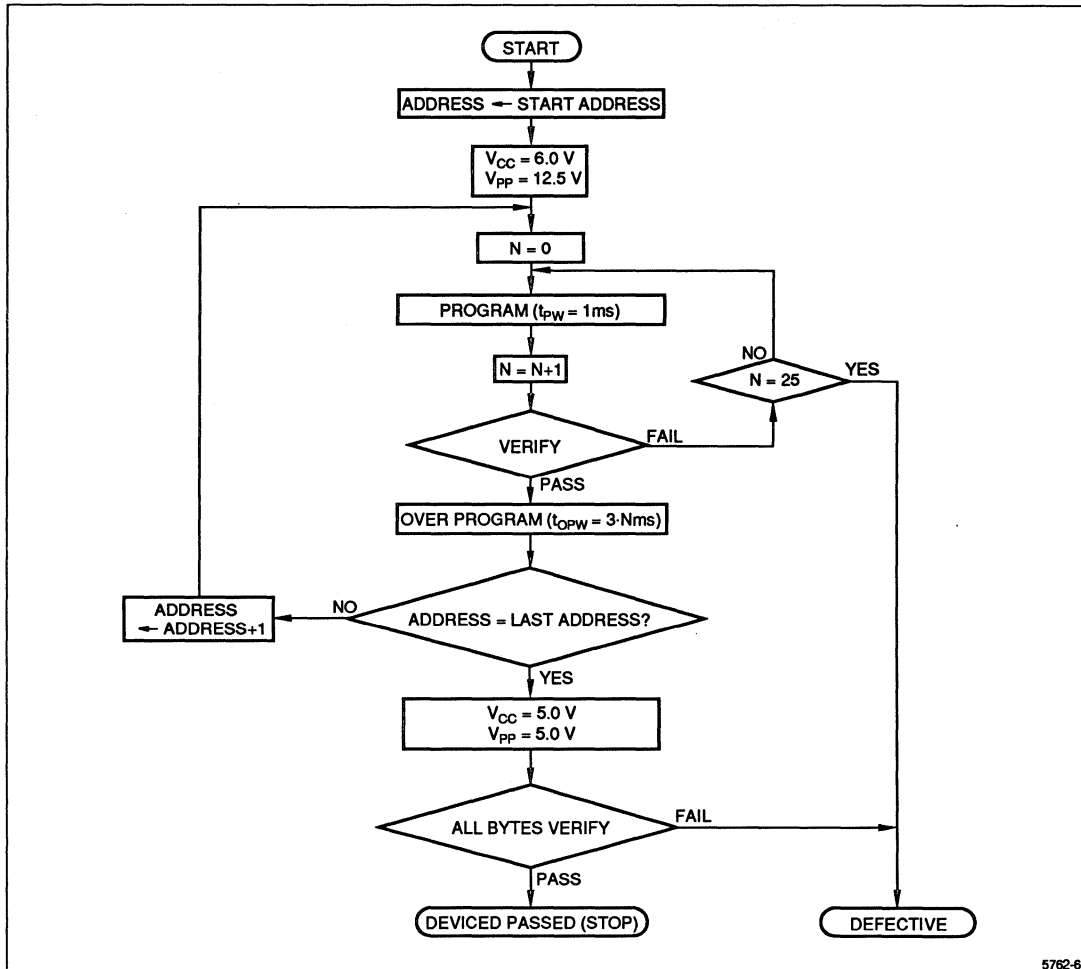 START
ADDRESS ← START ADDRESS
VCC = 6.0 V
VPP = 12.5 V
N = 0
PROGRAM (tPW = 1ms)
N = N+1
NO
N = 25
YES
VERIFY
FAIL
PASS
OVER PROGRAM (tOPW = 3·Nms)
ADDRESS
← ADDRESS+1
NO
ADDRESS = LAST ADDRESS?
YES
VCC = 5.0 V
VPP = 5.0 V
ALL BYTES VERIFY
FAIL
PASS
DEVICED PASSED (STOP)
DEFECTIVE
5762-6